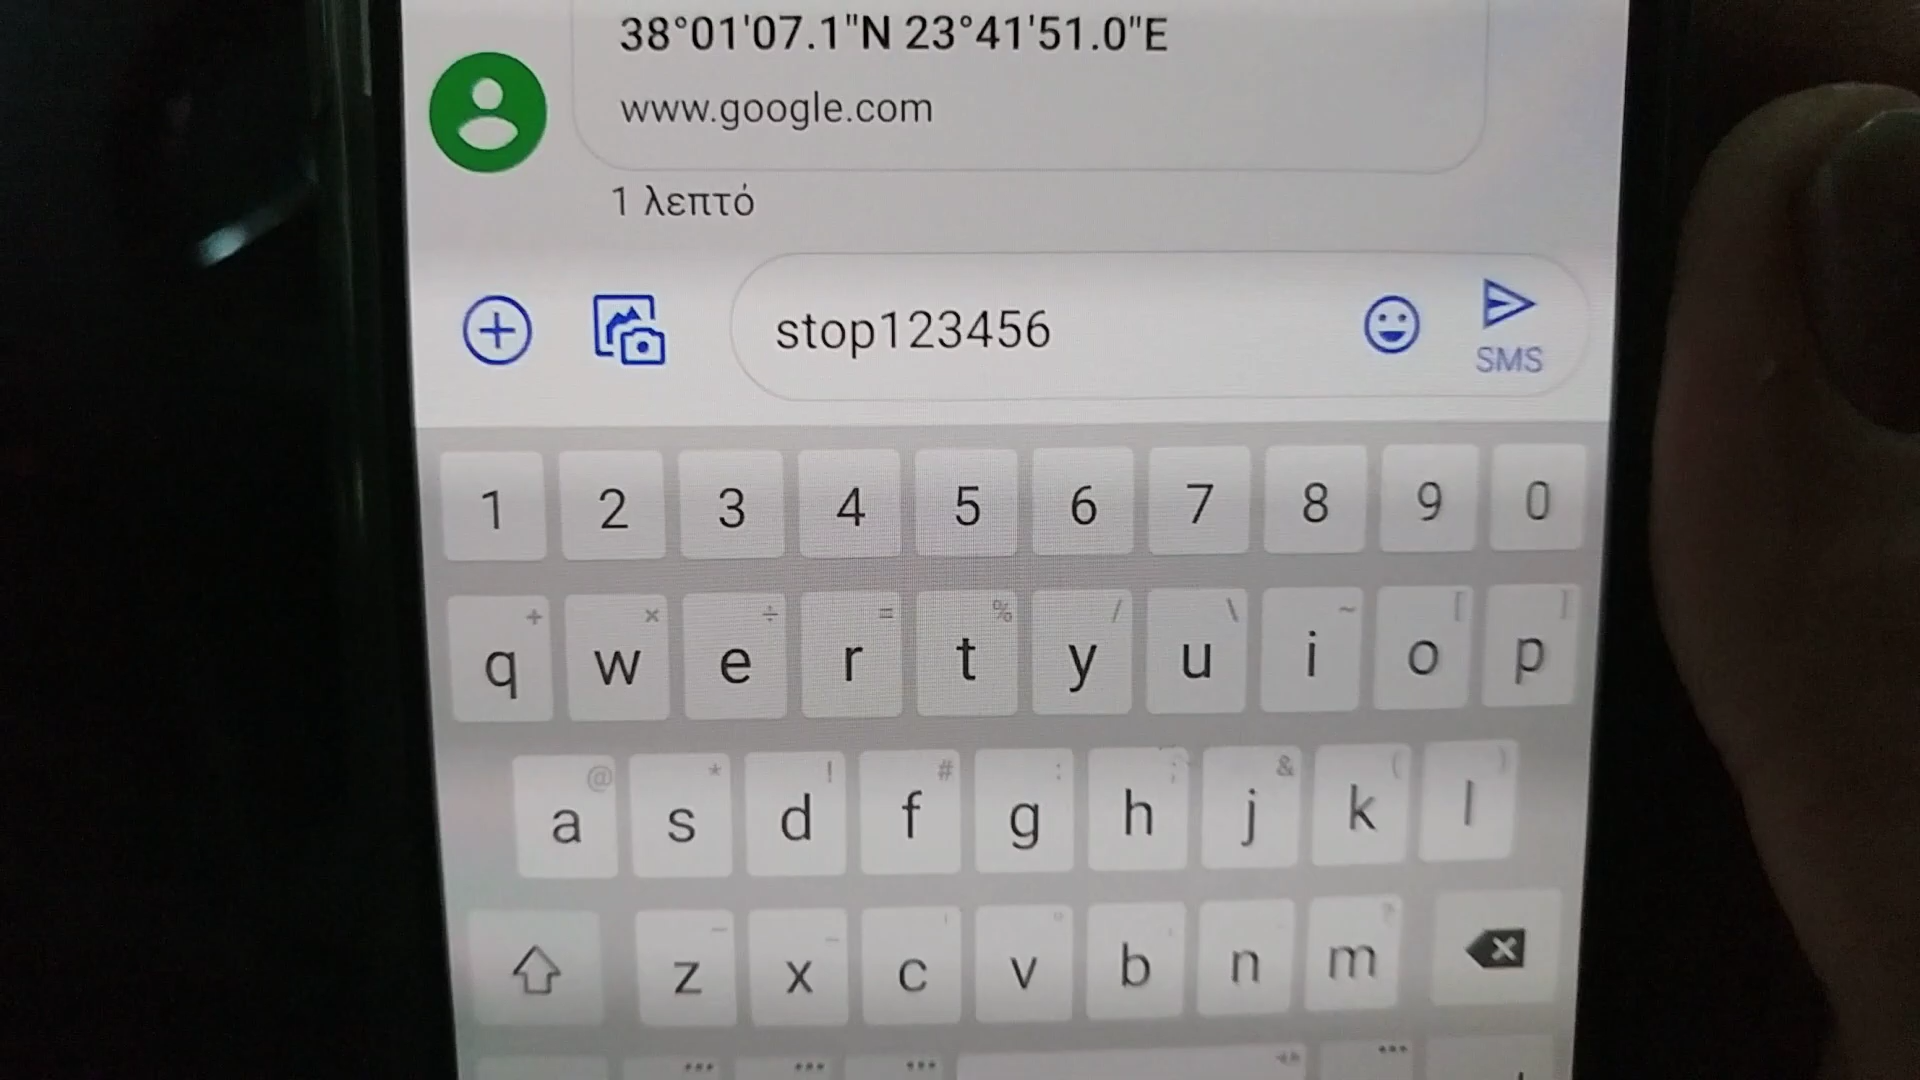 38°01'07.1"N 23°41'51.0"E
www.google.com
1 λεπτό
stop123456
SMS
1 2 3 4 5 6 7 8 9 0
+ × ÷ = % / \ ~ [ ]
q w e r t y u i o p
@ * ! # : ; & ( )
a s d f g h j k l
z x c v b n m